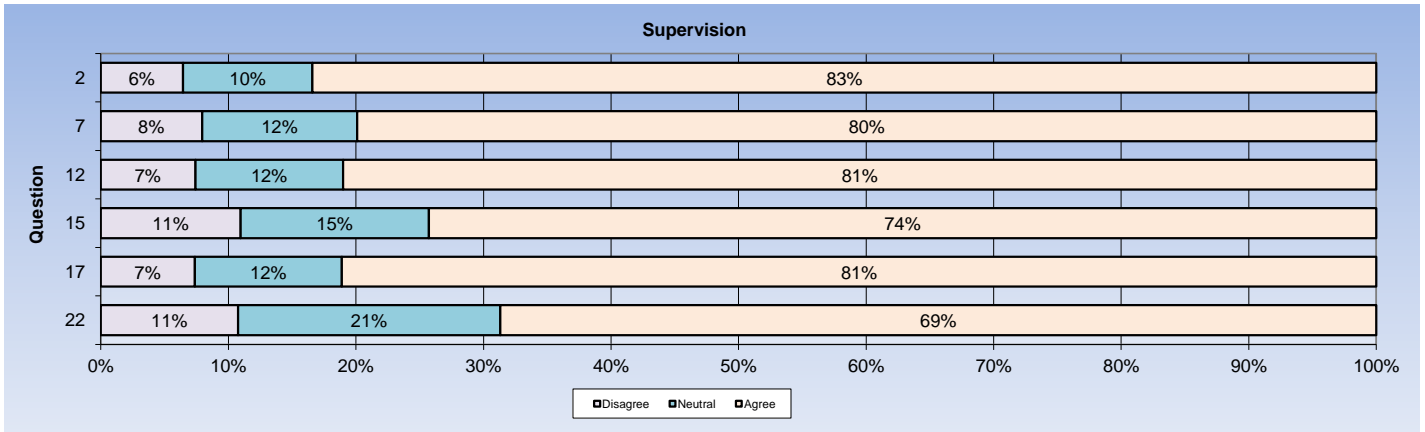 Supervision
2 6% 10% 83%
7 8% 12% 80%
12 7% 12% 81%
15 11% 15% 74%
17 7% 12% 81%
22 11% 21% 69%
Question
0% 10% 20% 30% 40% 50% 60% 70% 80% 90% 100%
Disagree Neutral Agree